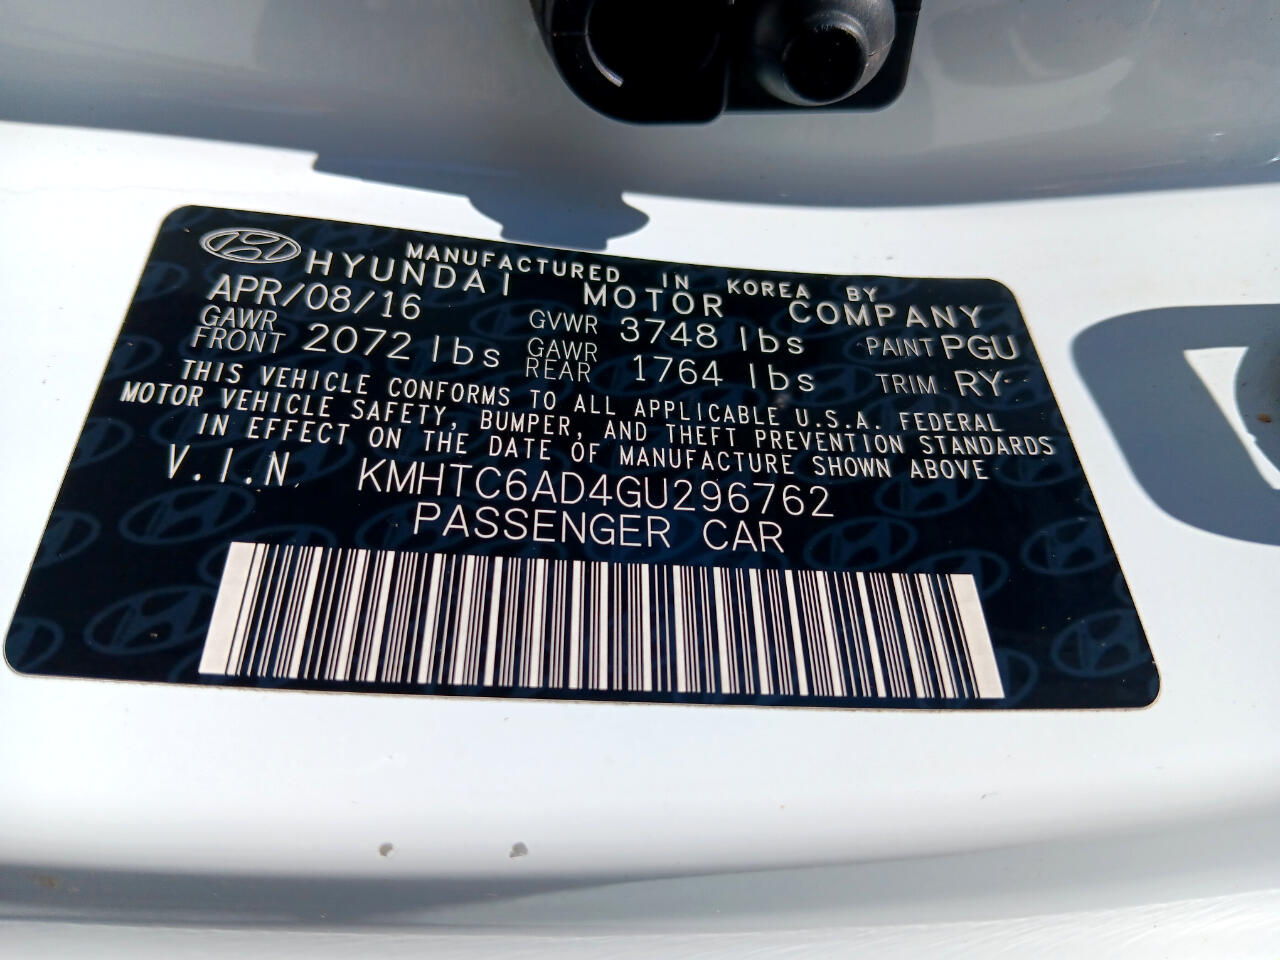 MANUFACTURED IN KOREA BY
HYUNDAI MOTOR COMPANY
APR/08/16 GVWR 3748 lbs PAINT PGU
GAWR FRONT 2072 lbs GAWR REAR 1764 lbs TRIM RY
THIS VEHICLE CONFORMS TO ALL APPLICABLE U.S.A. FEDERAL
MOTOR VEHICLE SAFETY, BUMPER, AND THEFT PREVENTION STANDARDS
IN EFFECT ON THE DATE OF MANUFACTURE SHOWN ABOVE
V.I.N. KMHTC6AD4GU296762
PASSENGER CAR